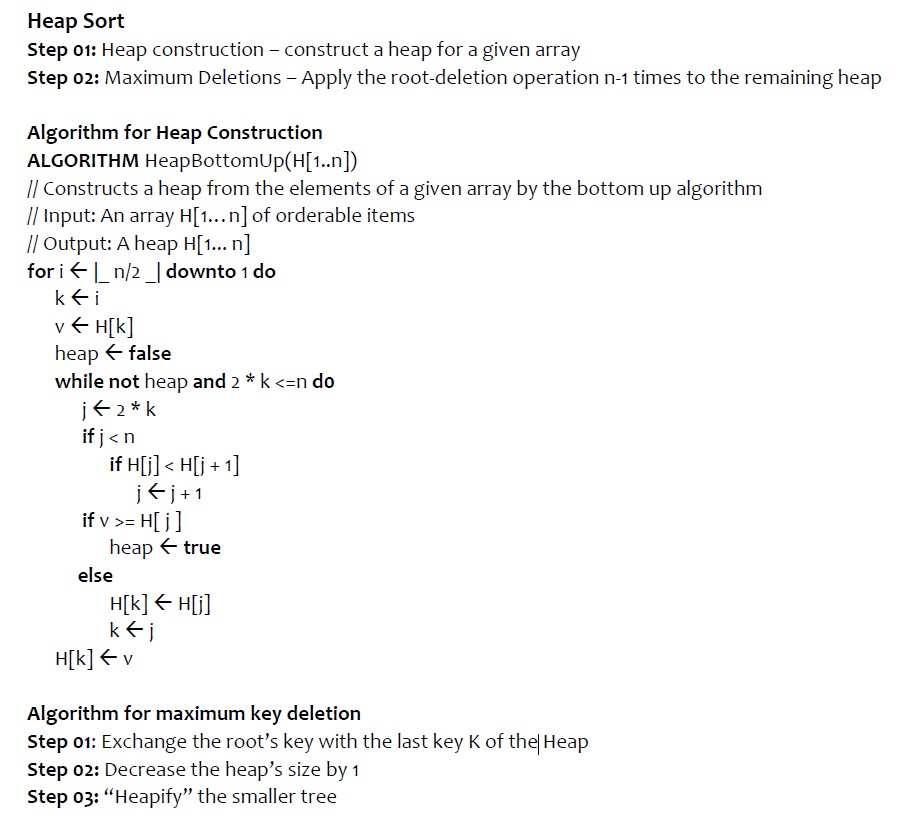 Heap Sort
Step 01: Heap construction – construct a heap for a given array
Step 02: Maximum Deletions – Apply the root-deletion operation n-1 times to the remaining heap
Algorithm for Heap Construction
ALGORITHM HeapBottomUp(H[1..n])
// Constructs a heap from the elements of a given array by the bottom up algorithm
// Input: An array H[1...n] of orderable items
// Output: A heap H[1... n]
for i ← |_ n/2 _| downto 1 do
k ← i
v ← H[k]
heap ← false
while not heap and 2 * k <=n do
j ← 2 * k
if j < n
if H[j] < H[j + 1]
j ← j + 1
if v >= H[ j ]
heap ← true
else
H[k] ← H[j]
k ← j
H[k] ← v
Algorithm for maximum key deletion
Step 01: Exchange the root’s key with the last key K of the Heap
Step 02: Decrease the heap’s size by 1
Step 03: “Heapify” the smaller tree